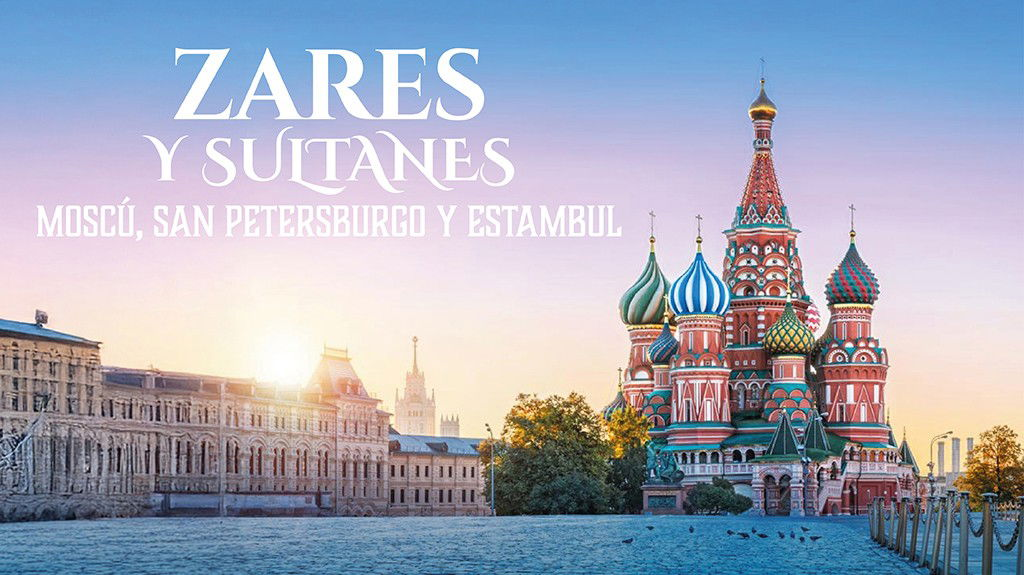 ZARES
Y SULTANES
MOSCÚ, SAN PETERSBURGO Y ESTAMBUL